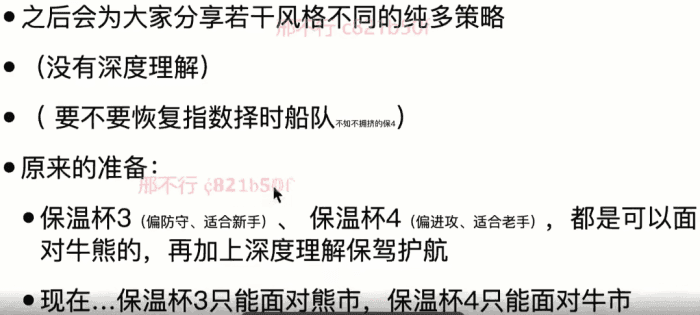 ● 之后会为大家分享若干风格不同的纯多策略
邢不行 c821b50f
● (没有深度理解)
● ( 要不要恢复指数择时船队不如不拥挤的保4)
● 原来的准备:
邢不行 c821b50f
● 保温杯3(偏防守、适合新手)、 保温杯4(偏进攻、适合老手),都是可以面
对牛熊的,再加上深度理解保驾护航
● 现在...保温杯3只能面对熊市,保温杯4只能面对牛市